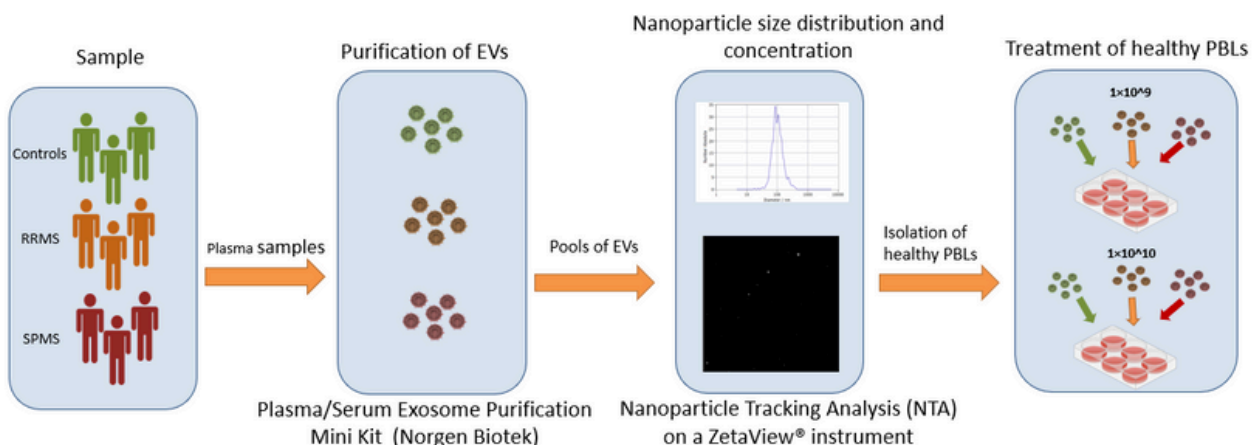 Sample
Controls
RRMS
SPMS
Plasma samples
Purification of EVs
Plasma/Serum Exosome Purification
Mini Kit (Norgen Biotek)
Pools of EVs
Nanoparticle size distribution and
concentration
Diameter / nm
Nanoparticle Tracking Analysis (NTA)
on a ZetaView® instrument
Isolation of
healthy PBLs
Treatment of healthy PBLs
1×10^9
1×10^10